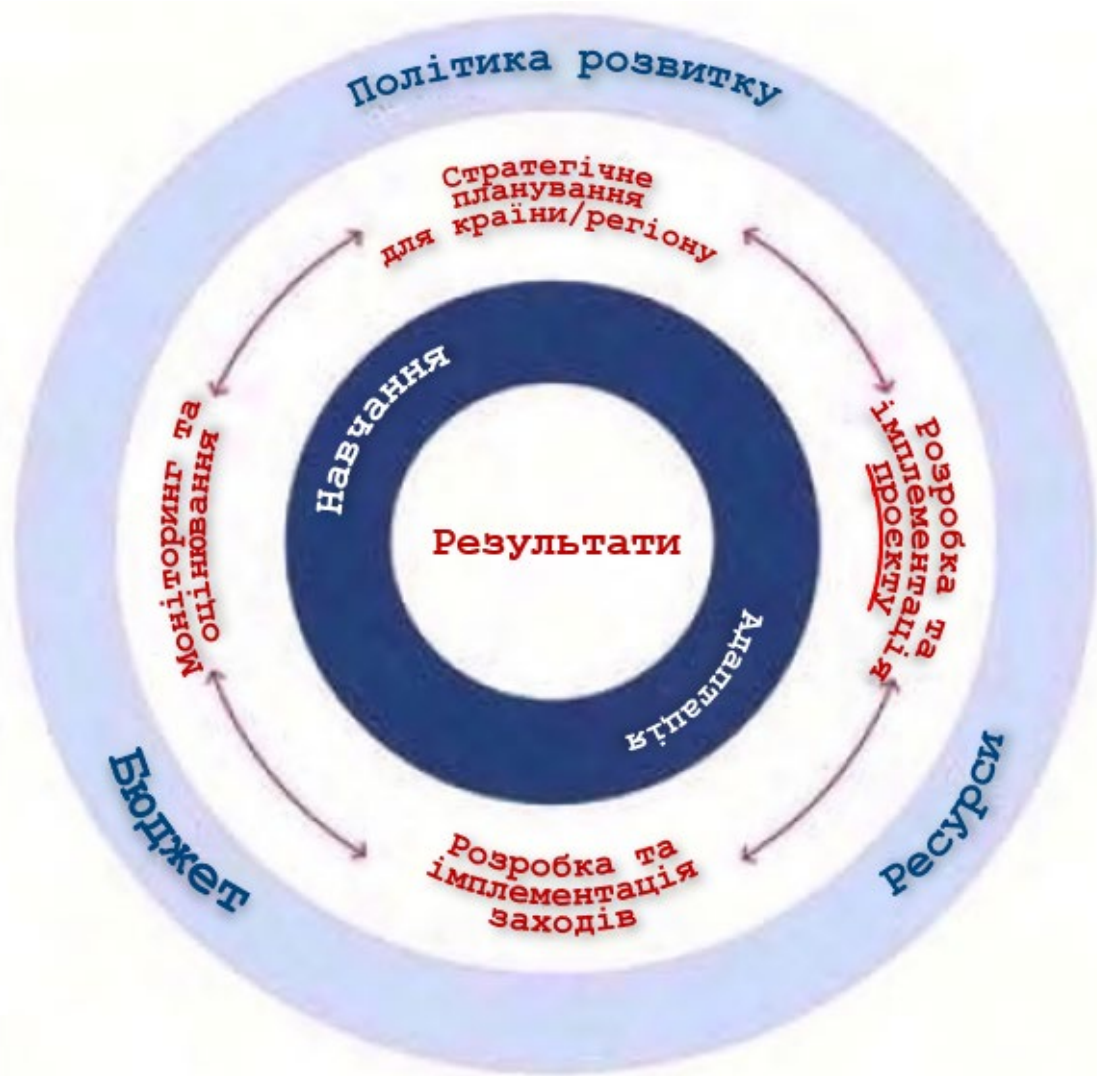 Політика розвитку
Стратегічне
планування
для країни/регіону
Розробка та
імплементація
проекту
Ресурси
Розробка та
імплементація
заходів
Бюджет
Моніторинг та
оцінювання
Навчання
Адаптація
Результати